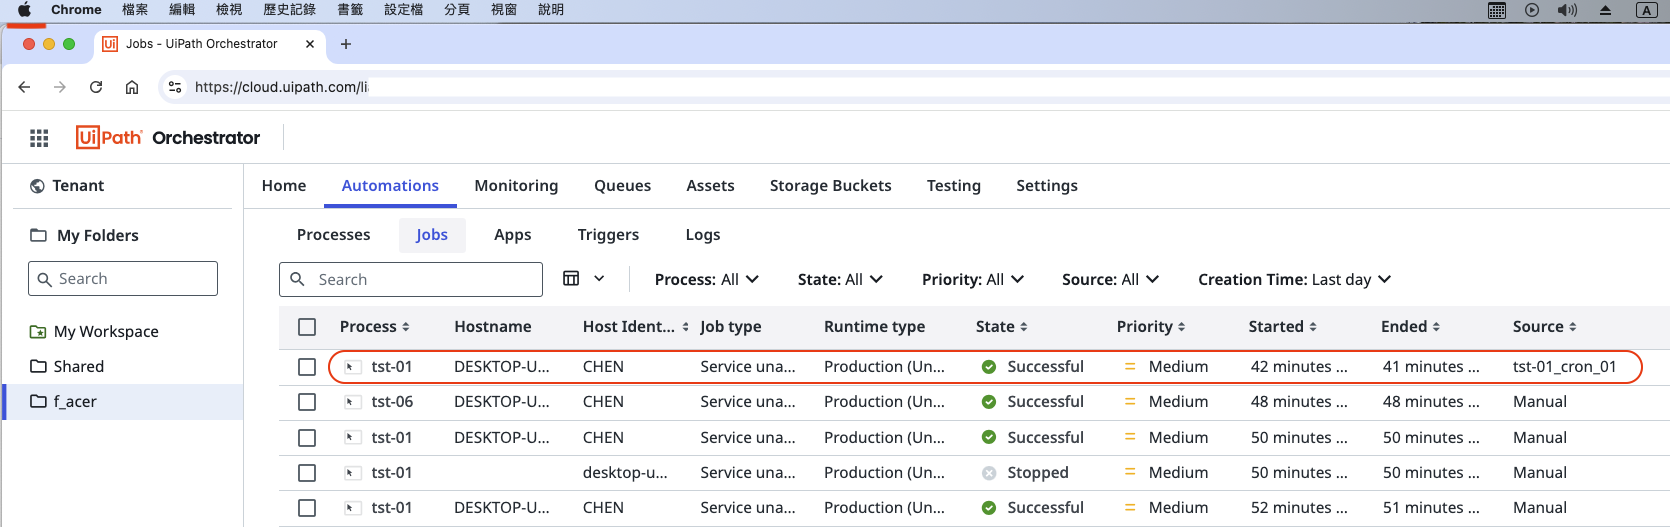 Chrome 檔案 編輯 檢視 歷史記錄 書籤 設定檔 分頁 視窗 說明 A
Ui Jobs - UiPath Orchestrator
https://cloud.uipath.com/li
UiPath Orchestrator
Tenant
My Folders
Search
My Workspace
Shared
f_acer
Home Automations Monitoring Queues Assets Storage Buckets Testing Settings
Processes Jobs Apps Triggers Logs
Search Process: All State: All Priority: All Source: All Creation Time: Last day
Process Hostname Host Ident... Job type Runtime type State Priority Started Ended Source
tst-01 DESKTOP-U... CHEN Service una... Production (Un... Successful Medium 42 minutes ... 41 minutes ... tst-01_cron_01
tst-06 DESKTOP-U... CHEN Service una... Production (Un... Successful Medium 48 minutes ... 48 minutes ... Manual
tst-01 DESKTOP-U... CHEN Service una... Production (Un... Successful Medium 50 minutes ... 50 minutes ... Manual
tst-01 desktop-u... Service una... Production (Un... Stopped Medium 50 minutes ... 50 minutes ... Manual
tst-01 DESKTOP-U... CHEN Service una... Production (Un... Successful Medium 52 minutes ... 51 minutes ... Manual